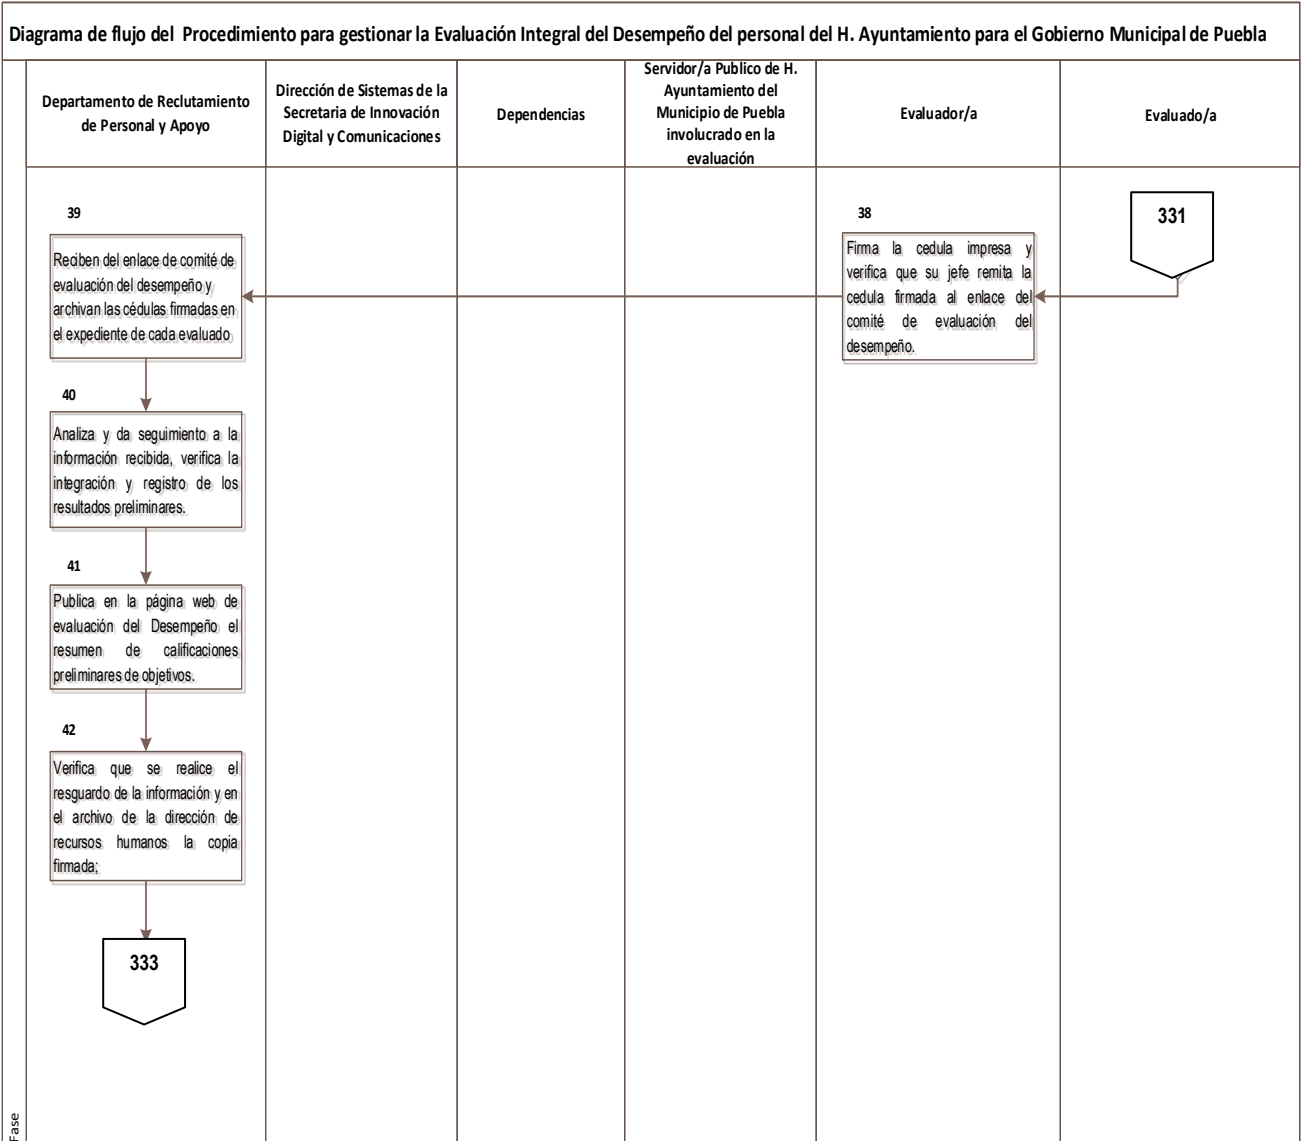 Diagrama de flujo del Procedimiento para gestionar la Evaluación Integral del Desempeño del personal del H. Ayuntamiento para el Gobierno Municipal de Puebla
Departamento de Reclutamiento
de Personal y Apoyo
Dirección de Sistemas de la
Secretaria de Innovación
Digital y Comunicaciones
Dependencias
Servidor/a Publico de H.
Ayuntamiento del
Municipio de Puebla
involucrado en la
evaluación
Evaluador/a
Evaluado/a
331
38
Firma la cedula impresa y
verifica que su jefe remita la
cedula firmada al enlace del
comité de evaluación del
desempeño.
39
Reciben del enlace de comité de
evaluación del desempeño y
archivan las cédulas firmadas en
el expediente de cada evaluado
40
Analiza y da seguimiento a la
información recibida, verifica la
integración y registro de los
resultados preliminares.
41
Publica en la página web de
evaluación del Desempeño el
resumen de calificaciones
preliminares de objetivos.
42
Verifica que se realice el
resguardo de la información y en
el archivo de la dirección de
recursos humanos la copia
firmada;
333
Fase